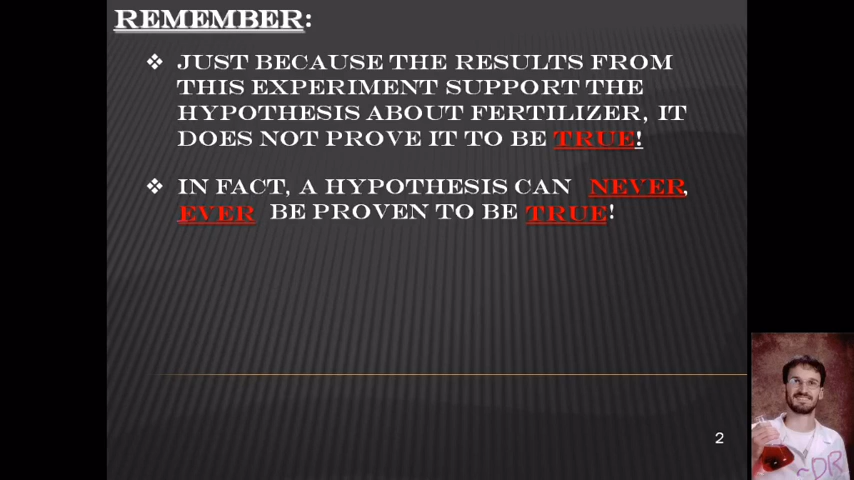 REMEMBER:
❖ JUST BECAUSE THE RESULTS FROM
THIS EXPERIMENT SUPPORT THE
HYPOTHESIS ABOUT FERTILIZER, IT
DOES NOT PROVE IT TO BE TRUE!
❖ IN FACT, A HYPOTHESIS CAN NEVER,
EVER BE PROVEN TO BE TRUE!
2
~DR